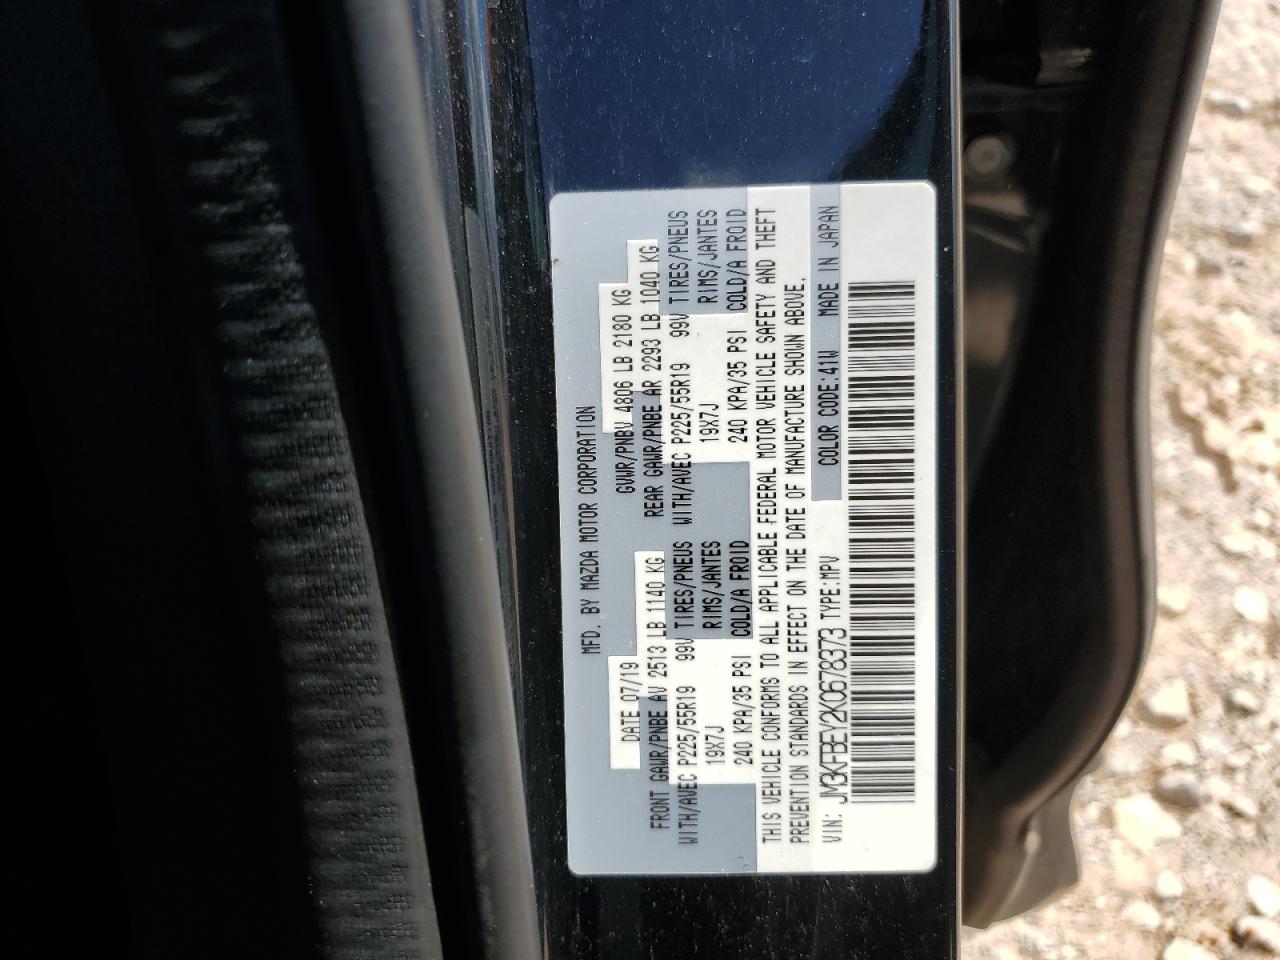 MFD. BY MAZDA MOTOR CORPORATION
DATE 07/19 GVWR/PNBV 4806 LB 2180 KG
FRONT GAWR/PNBE AV 2513 LB 1140 KG REAR GAWR/PNBE AR 2293 LB 1040 KG
WITH/AVEC P225/55R19 99V TIRES/PNEUS WITH/AVEC P225/55R19 99V TIRES/PNEUS
19X7J RIMS/JANTES 19X7J RIMS/JANTES
240 KPA/35 PSI COLD/A FROID 240 KPA/35 PSI COLD/A FROID
THIS VEHICLE CONFORMS TO ALL APPLICABLE FEDERAL MOTOR VEHICLE SAFETY AND THEFT
PREVENTION STANDARDS IN EFFECT ON THE DATE OF MANUFACTURE SHOWN ABOVE.
VIN: JM3KFBEY2K0678373 TYPE:MPV COLOR CODE:41W MADE IN JAPAN